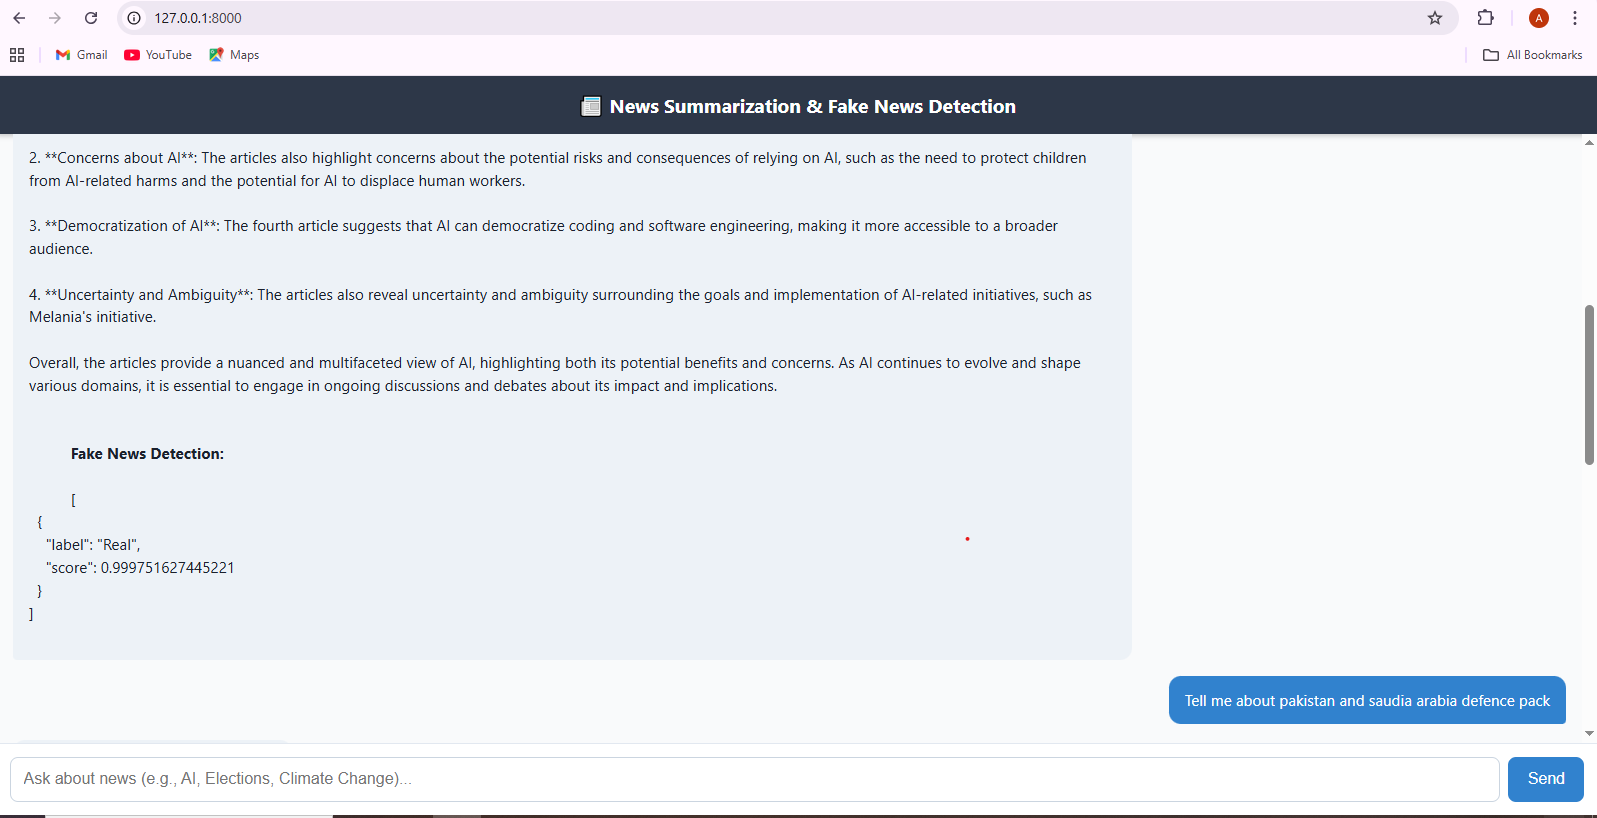 127.0.0.1:8000
A
Gmail
YouTube
Maps
All Bookmarks
News Summarization & Fake News Detection
2. **Concerns about AI**: The articles also highlight concerns about the potential risks and consequences of relying on AI, such as the need to protect children
from AI-related harms and the potential for AI to displace human workers.
3. **Democratization of AI**: The fourth article suggests that AI can democratize coding and software engineering, making it more accessible to a broader
audience.
4. **Uncertainty and Ambiguity**: The articles also reveal uncertainty and ambiguity surrounding the goals and implementation of AI-related initiatives, such as
Melania's initiative.
Overall, the articles provide a nuanced and multifaceted view of AI, highlighting both its potential benefits and concerns. As AI continues to evolve and shape
various domains, it is essential to engage in ongoing discussions and debates about its impact and implications.
Fake News Detection:
[
{
"label": "Real",
"score": 0.999751627445221
}
]
Tell me about pakistan and saudia arabia defence pack
Ask about news (e.g., AI, Elections, Climate Change)...
Send